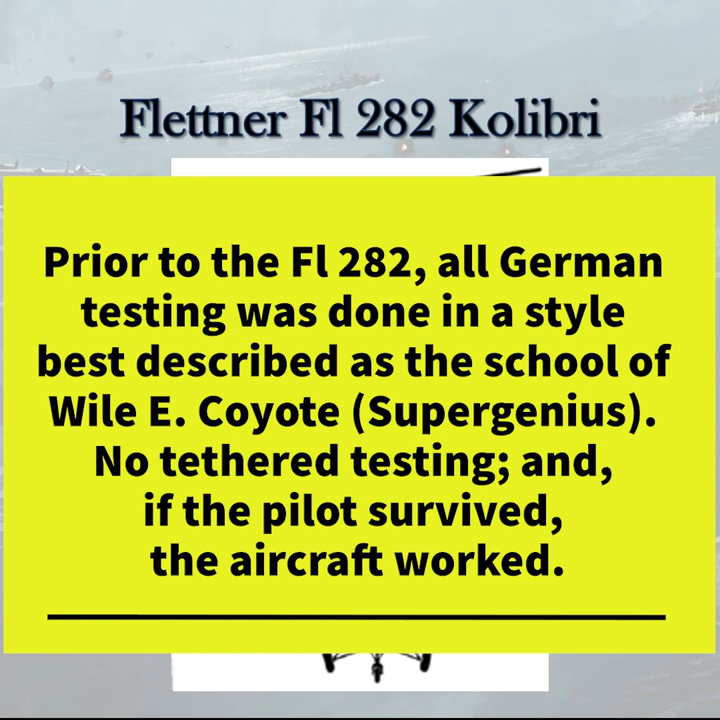 Flettner Fl 282 Kolibri
Prior to the Fl 282, all German
testing was done in a style
best described as the school of
Wile E. Coyote (Supergenius).
No tethered testing; and,
if the pilot survived,
the aircraft worked.